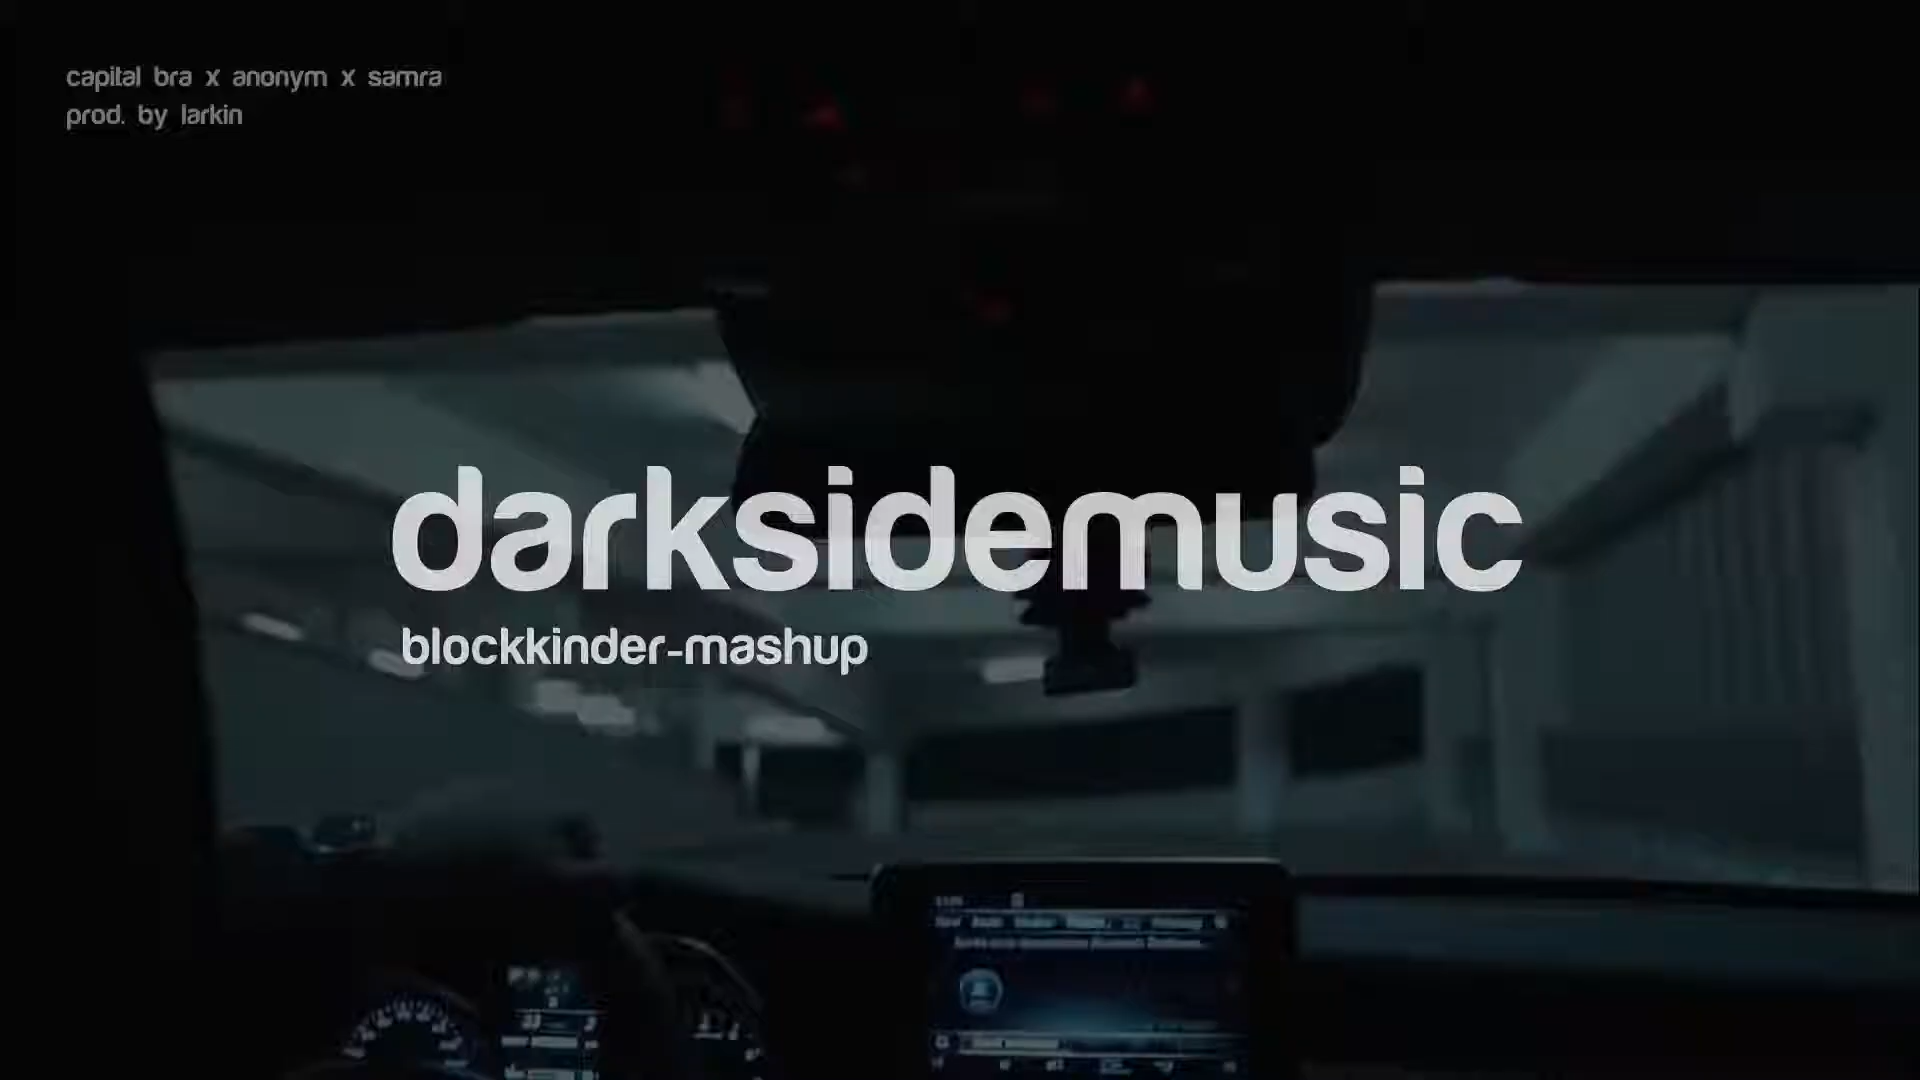 capital bra x anonym x samra
prod. by larkin
darksidemusic
blockkinder-mashup